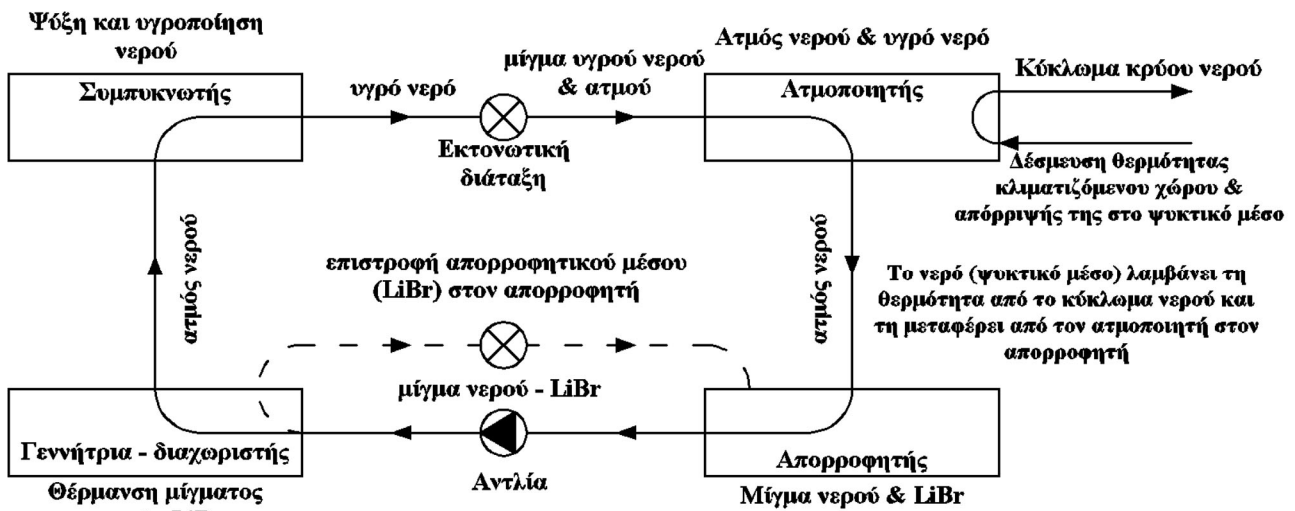 Ψύξη και υγροποίηση
νερού
Συμπυκνωτής
υγρό νερό
μίγμα υγρού νερού
& ατμού
Εκτονωτική
διάταξη
Ατμός νερού & υγρό νερό
Ατμοποιητής
Κύκλωμα κρύου νερού
Δέσμευση θερμότητας
κλιματιζόμενου χώρου &
απόρριψής της στο ψυκτικό μέσο
ατμός νερού
επιστροφή απορροφητικού μέσου
(LiBr) στον απορροφητή
ατμός νερού
Το νερό (ψυκτικό μέσο) λαμβάνει τη
θερμότητα από το κύκλωμα νερού και
τη μεταφέρει από τον ατμοποιητή στον
απορροφητή
μίγμα νερού - LiBr
Αντλία
Γεννήτρια - διαχωριστής
Θέρμανση μίγματος
Απορροφητής
Μίγμα νερού & LiBr